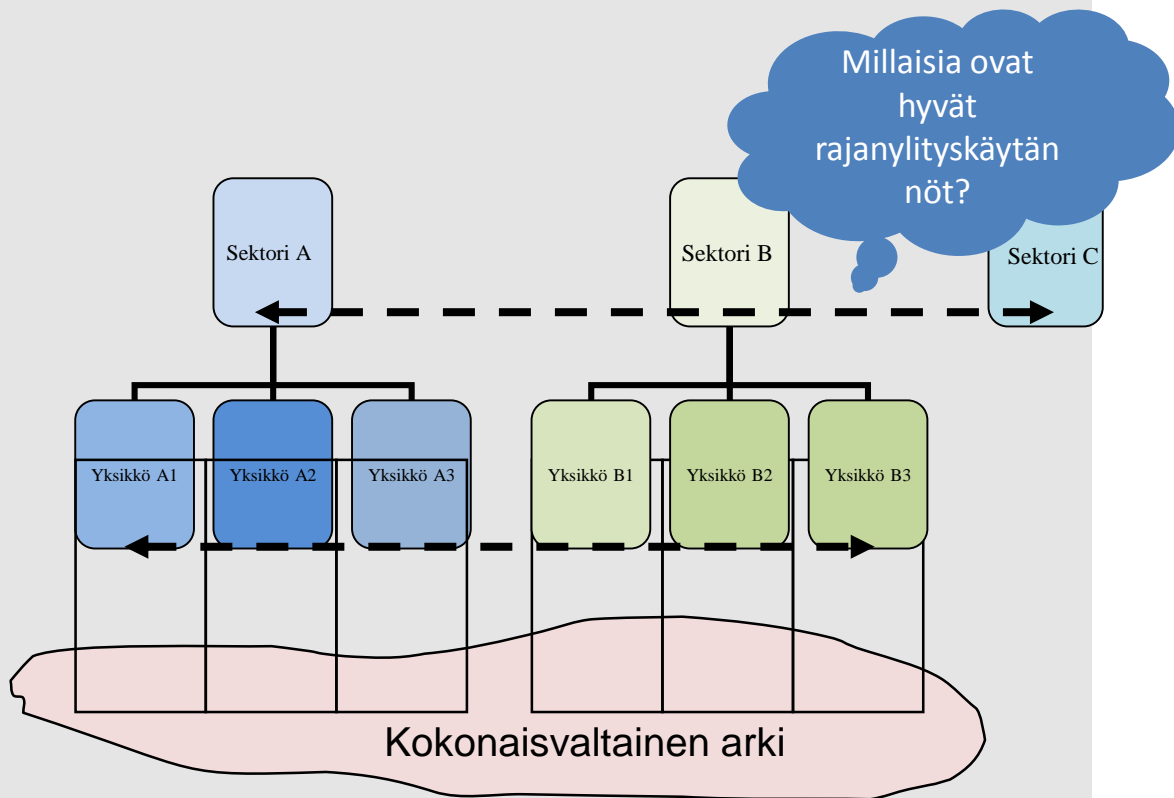 Millaisia ovat
hyvät
rajanylityskäytän
nöt?
Sektori A
Sektori B
Sektori C
Yksikkö A1
Yksikkö A2
Yksikkö A3
Yksikkö B1
Yksikkö B2
Yksikkö B3
Kokonaisvaltainen arki